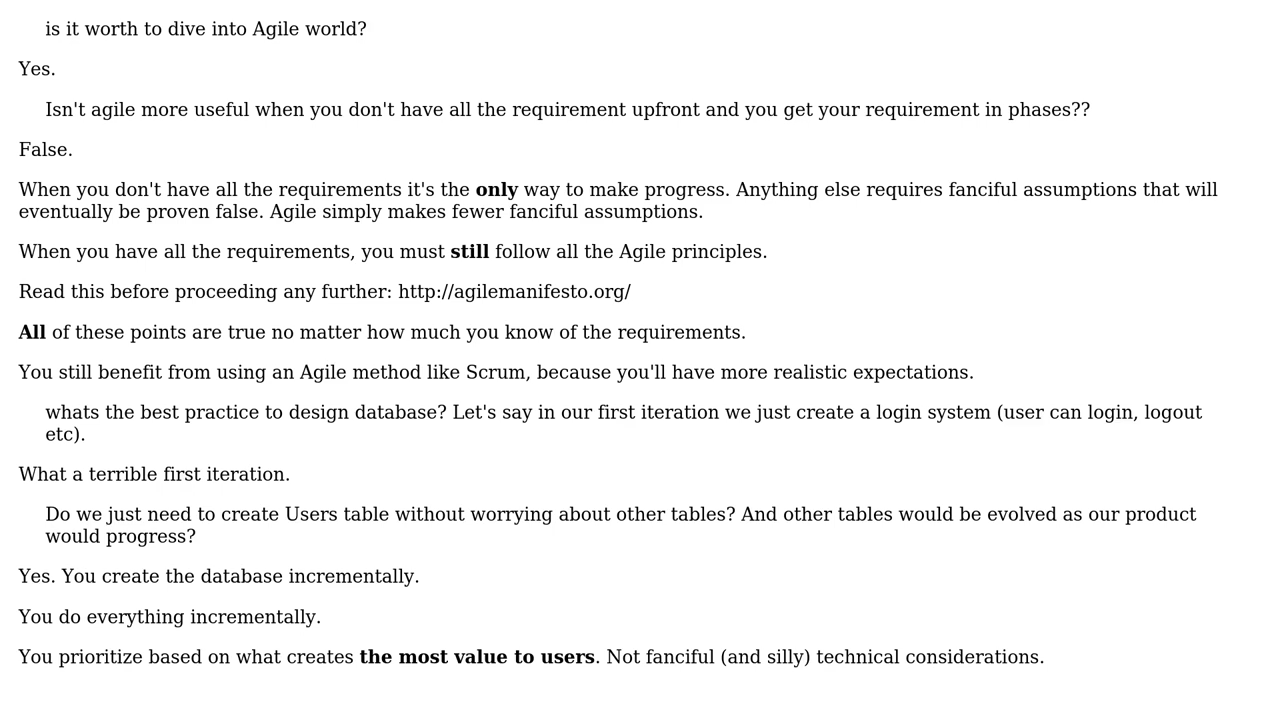 is it worth to dive into Agile world?
Yes.
Isn't agile more useful when you don't have all the requirement upfront and you get your requirement in phases??
False.
When you don't have all the requirements it's the only way to make progress. Anything else requires fanciful assumptions that will
eventually be proven false. Agile simply makes fewer fanciful assumptions.
When you have all the requirements, you must still follow all the Agile principles.
Read this before proceeding any further: http://agilemanifesto.org/
All of these points are true no matter how much you know of the requirements.
You still benefit from using an Agile method like Scrum, because you'll have more realistic expectations.
whats the best practice to design database? Let's say in our first iteration we just create a login system (user can login, logout
etc).
What a terrible first iteration.
Do we just need to create Users table without worrying about other tables? And other tables would be evolved as our product
would progress?
Yes. You create the database incrementally.
You do everything incrementally.
You prioritize based on what creates the most value to users. Not fanciful (and silly) technical considerations.